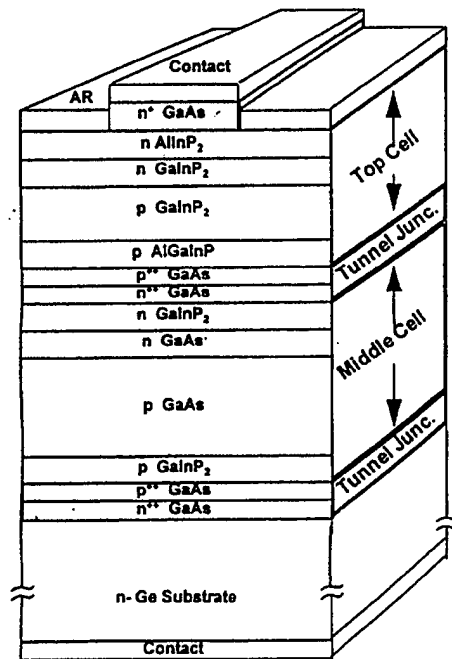 Contact
AR
n⁺ GaAs
n AlInP₂
n GaInP₂
p GaInP₂
p AlGaInP
p⁺⁺ GaAs
n⁺⁺ GaAs
n GaInP₂
n GaAs
p GaAs
p GaInP₂
p⁺⁺ GaAs
n⁺⁺ GaAs
n- Ge Substrate
Contact
Top Cell
Tunnel Junc.
Middle Cell
Tunnel Junc.